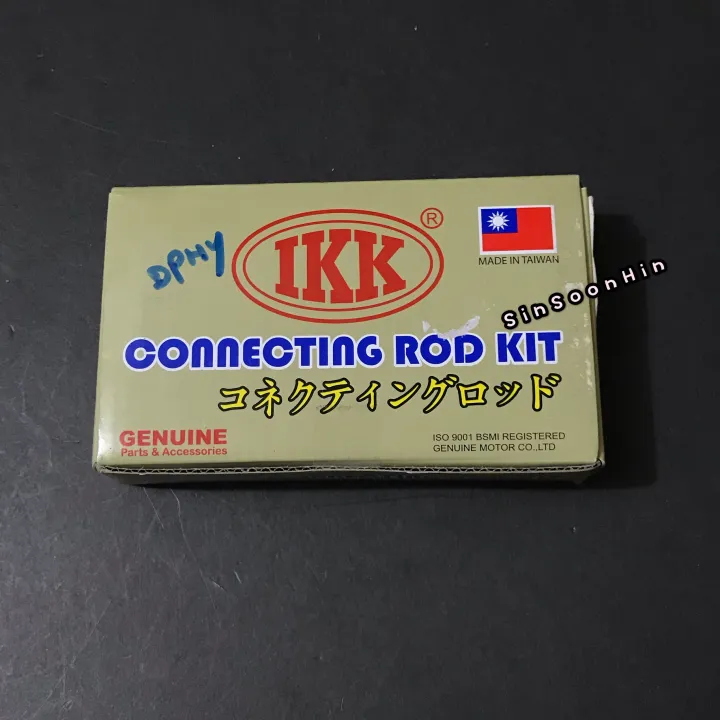 IKK®
DPHY
MADE IN TAIWAN
SinSoonHin
CONNECTING ROD KIT
コネクティングロッド
GENUINE
Parts & Accessories
ISO 9001 BSMI REGISTERED
GENUINE MOTOR CO.,LTD